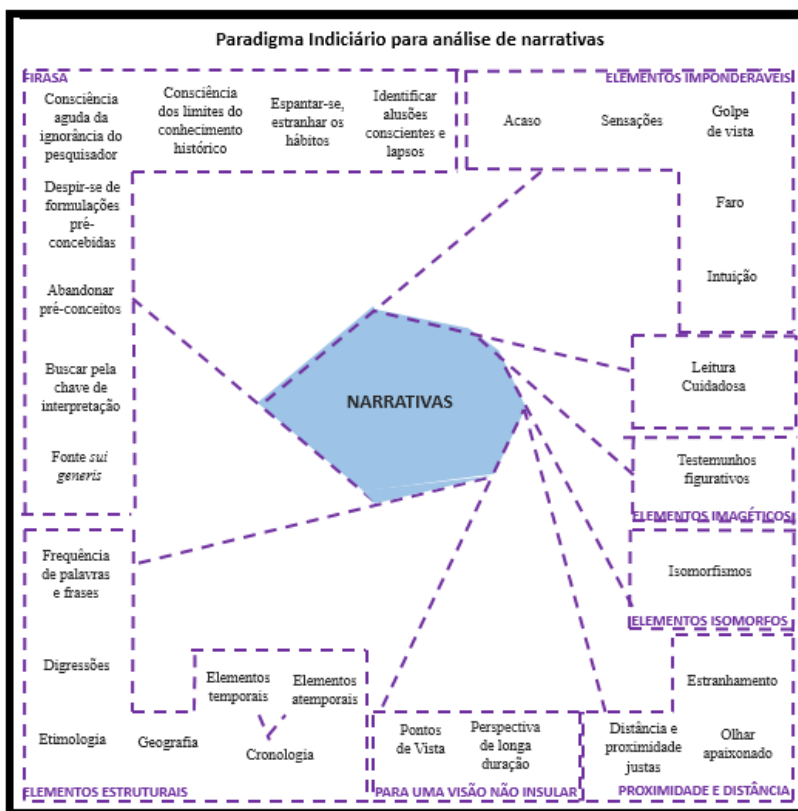 Paradigma Indiciário para análise de narrativas
FIRASA
Consciência
aguda da
ignorância do
pesquisador
Consciência
dos limites do
conhecimento
histórico
Espantar-se,
estranhar os
hábitos
Identificar
alusões
conscientes e
lapsos
Despir-se de
formulações
pré-
concebidas
Abandonar
pré-conceitos
Buscar pela
chave de
interpretação
Fonte sui
generis
ELEMENTOS IMPONDERÁVEIS
Acaso
Sensações
Golpe
de vista
Faro
Intuição
Leitura
Cuidadosa
NARRATIVAS
Testemunhos
figurativos
ELEMENTOS IMAGÉTICOS
Isomorfismos
ELEMENTOS ISOMORFOS
Frequência
de palavras
e frases
Digressões
Etimologia
Geografia
Elementos
temporais
Elementos
atemporais
Cronologia
ELEMENTOS ESTRUTURAIS
Pontos
de Vista
Perspectiva
de longa
duração
PARA UMA VISÃO NÃO INSULAR
Estranhamento
Distância e
proximidade
justas
Olhar
apaixonado
PROXIMIDADE E DISTÂNCIA